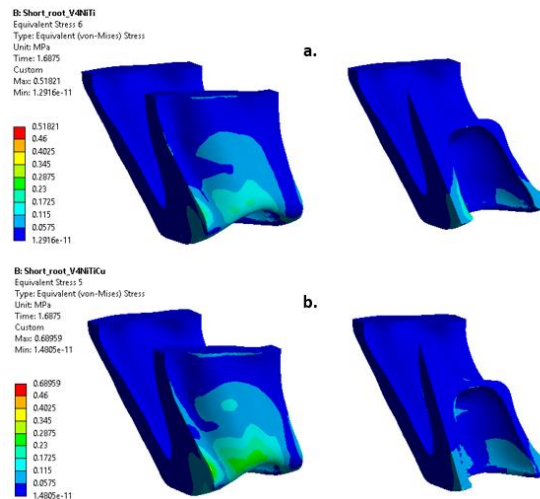 B: Short_root_V4NiTi
Equivalent Stress 6
Type: Equivalent (von-Mises) Stress
Unit: MPa
Time: 1.6875
Custom
Max: 0.51821
Min: 1.2916e-11
a.
0.51821
0.46
0.4025
0.345
0.2875
0.23
0.1725
0.115
0.0575
1.2916e-11
B: Short_root_V4NiTiCu
Equivalent Stress 5
Type: Equivalent (von-Mises) Stress
Unit: MPa
Time: 1.6875
Custom
Max: 0.68959
Min: 1.4805e-11
b.
0.68959
0.46
0.4025
0.345
0.2875
0.23
0.1725
0.115
0.0575
1.4805e-11